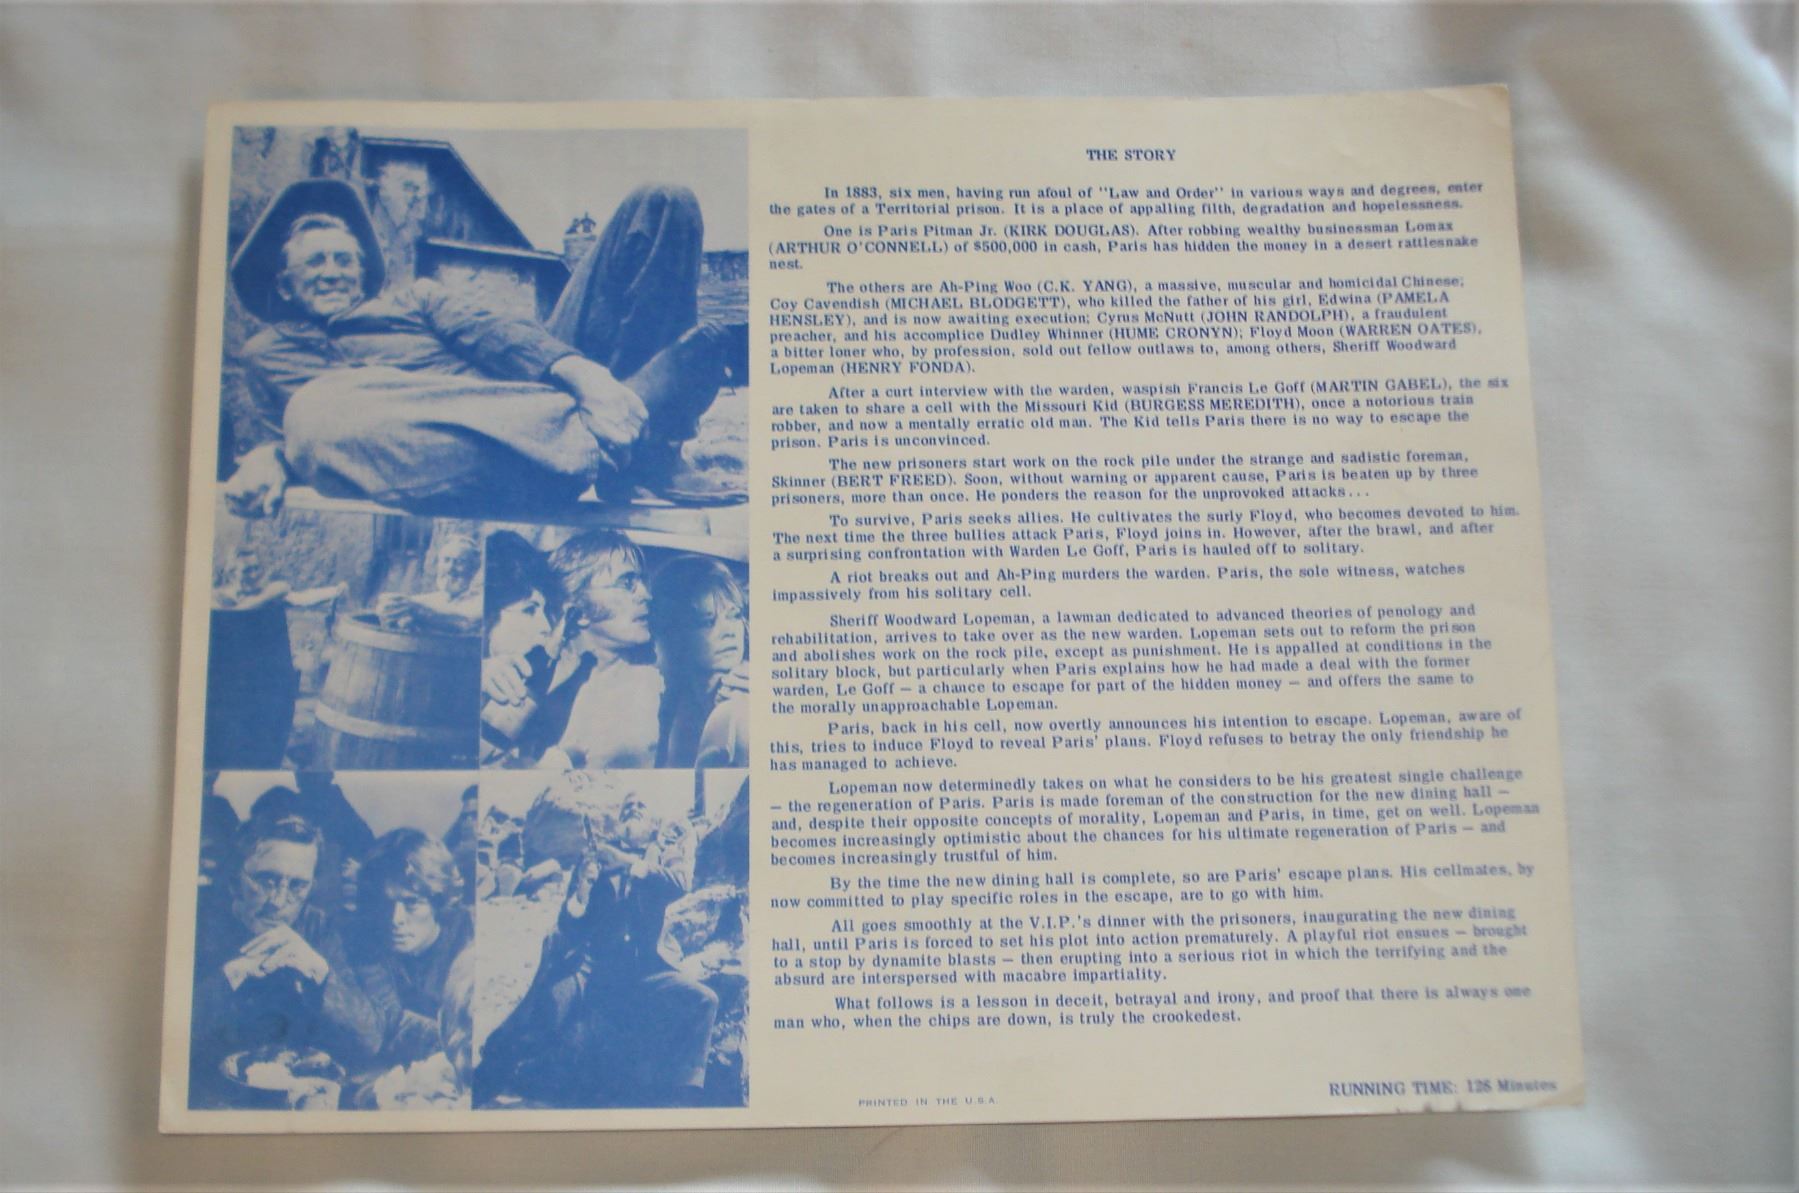 THE STORY
In 1883, six men, having run afoul of "Law and Order" in various ways and degrees, enter
the gates of a Territorial prison. It is a place of appalling filth, degradation and hopelessness.
One is Paris Pitman Jr. (KIRK DOUGLAS). After robbing wealthy businessman Lomax
(ARTHUR O'CONNELL) of $500,000 in cash, Paris has hidden the money in a desert rattlesnake
nest.
The others are Ah-Ping Woo (C.K. YANG), a massive, muscular and homicidal Chinese;
Coy Cavendish (MICHAEL BLODGETT), who killed the father of his girl, Edwina (PAMELA
HENSLEY), and is now awaiting execution; Cyrus McNutt (JOHN RANDOLPH), a fraudulent
preacher, and his accomplice Dudley Whinner (HUME CRONYN); Floyd Moon (WARREN OATES),
a bitter loner who, by profession, sold out fellow outlaws to, among others, Sheriff Woodward
Lopeman (HENRY FONDA).
After a curt interview with the warden, waspish Francis Le Goff (MARTIN GABEL), the six
are taken to share a cell with the Missouri Kid (BURGESS MEREDITH), once a notorious train
robber, and now a mentally erratic old man. The Kid tells Paris there is no way to escape the
prison. Paris is unconvinced.
The new prisoners start work on the rock pile under the strange and sadistic foreman,
Skinner (BERT FREED). Soon, without warning or apparent cause, Paris is beaten up by three
prisoners, more than once. He ponders the reason for the unprovoked attacks...
To survive, Paris seeks allies. He cultivates the surly Floyd, who becomes devoted to him.
The next time the three bullies attack Paris, Floyd joins in. However, after the brawl, and after
a surprising confrontation with Warden Le Goff, Paris is hauled off to solitary.
A riot breaks out and Ah-Ping murders the warden. Paris, the sole witness, watches
impassively from his solitary cell.
Sheriff Woodward Lopeman, a lawman dedicated to advanced theories of penology and
rehabilitation, arrives to take over as the new warden. Lopeman sets out to reform the prison
and abolishes work on the rock pile, except as punishment. He is appalled at conditions in the
solitary block, but particularly when Paris explains how he had made a deal with the former
warden, Le Goff — a chance to escape for part of the hidden money — and offers the same to
the morally unapproachable Lopeman.
Paris, back in his cell, now overtly announces his intention to escape. Lopeman, aware of
this, tries to induce Floyd to reveal Paris' plans. Floyd refuses to betray the only friendship he
has managed to achieve.
Lopeman now determinedly takes on what he considers to be his greatest single challenge
— the regeneration of Paris. Paris is made foreman of the construction for the new dining hall —
and, despite their opposite concepts of morality, Lopeman and Paris, in time, get on well. Lopeman
becomes increasingly optimistic about the chances for his ultimate regeneration of Paris — and
becomes increasingly trustful of him.
By the time the new dining hall is complete, so are Paris' escape plans. His cellmates, by
now committed to play specific roles in the escape, are to go with him.
All goes smoothly at the V.I.P.'s dinner with the prisoners, inaugurating the new dining
hall, until Paris is forced to set his plot into action prematurely. A playful riot ensues — brought
to a stop by dynamite blasts — then erupting into a serious riot in which the terrifying and the
absurd are interspersed with macabre impartiality.
What follows is a lesson in deceit, betrayal and irony, and proof that there is always one
man who, when the chips are down, is truly the crookedest.
RUNNING TIME: 126 Minutes
PRINTED IN THE U.S.A.